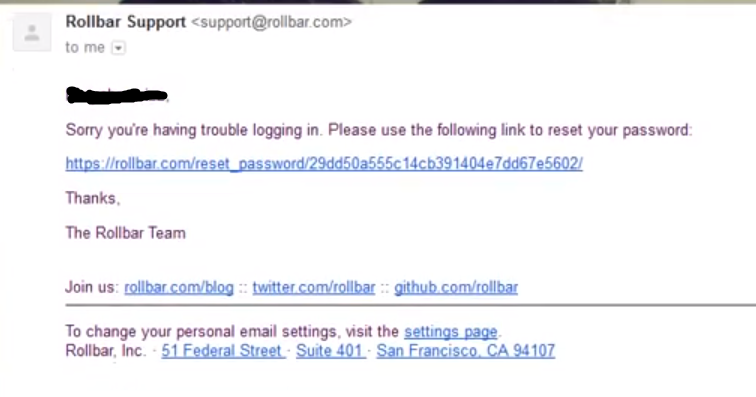 Rollbar Support <support@rollbar.com>
to me
Sorry you're having trouble logging in. Please use the following link to reset your password:
https://rollbar.com/reset_password/29dd50a555c14cb391404e7dd67e5602/
Thanks,
The Rollbar Team
Join us: rollbar.com/blog :: twitter.com/rollbar :: github.com/rollbar
To change your personal email settings, visit the settings page.
Rollbar, Inc. · 51 Federal Street · Suite 401 · San Francisco, CA 94107